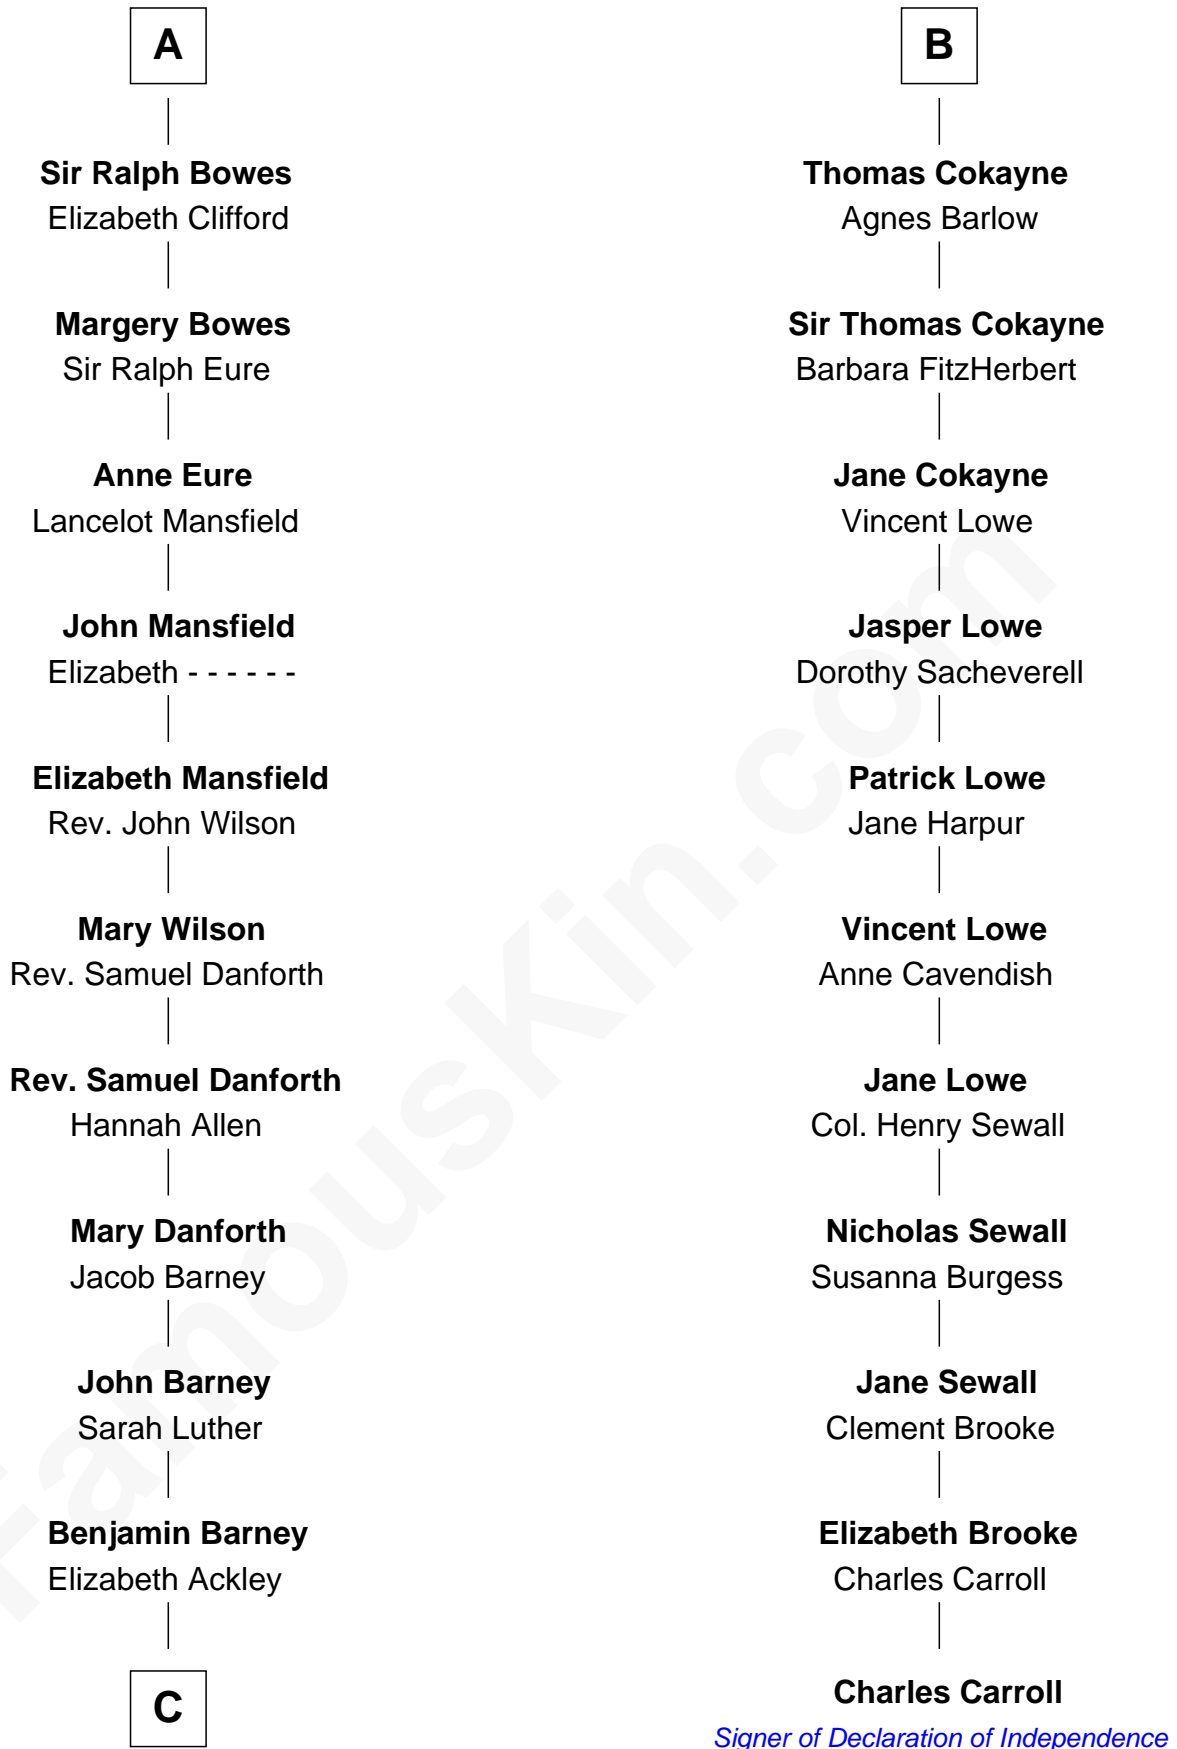 A
Sir Ralph Bowes
Elizabeth Clifford
Margery Bowes
Sir Ralph Eure
Anne Eure
Lancelot Mansfield
John Mansfield
Elizabeth - - - - - -
Elizabeth Mansfield
Rev. John Wilson
Mary Wilson
Rev. Samuel Danforth
Rev. Samuel Danforth
Hannah Allen
Mary Danforth
Jacob Barney
John Barney
Sarah Luther
Benjamin Barney
Elizabeth Ackley
C
B
Thomas Cokayne
Agnes Barlow
Sir Thomas Cokayne
Barbara FitzHerbert
Jane Cokayne
Vincent Lowe
Jasper Lowe
Dorothy Sacheverell
Patrick Lowe
Jane Harpur
Vincent Lowe
Anne Cavendish
Jane Lowe
Col. Henry Sewall
Nicholas Sewall
Susanna Burgess
Jane Sewall
Clement Brooke
Elizabeth Brooke
Charles Carroll
Charles Carroll
Signer of Declaration of Independence
FamousKin.com